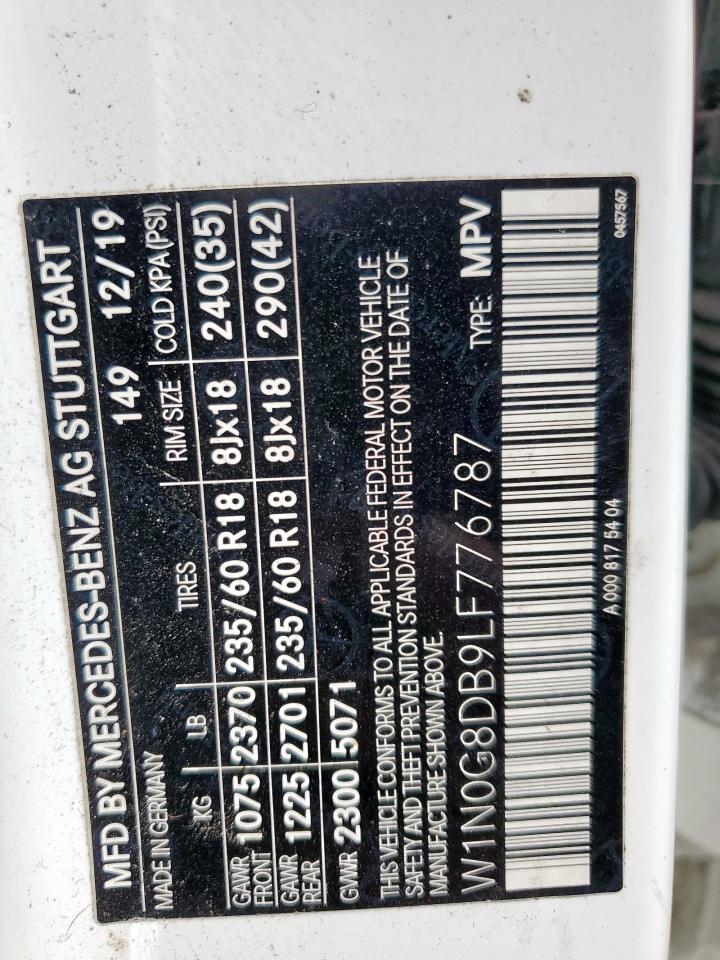 MFD BY MERCEDES-BENZ AG STUTTGART
MADE IN GERMANY 149 12/19
KG LB TIRES RIM SIZE COLD KPA(PSI)
GAWR FRONT 1075 2370 235/60 R18 8Jx18 240(35)
GAWR REAR 1225 2701 235/60 R18 8Jx18 290(42)
GVWR 2300 5071
THIS VEHICLE CONFORMS TO ALL APPLICABLE FEDERAL MOTOR VEHICLE
SAFETY AND THEFT PREVENTION STANDARDS IN EFFECT ON THE DATE OF
MANUFACTURE SHOWN ABOVE.
W1N0G8DB9LF776787 TYPE: MPV
A 000 817 54 04 0457567